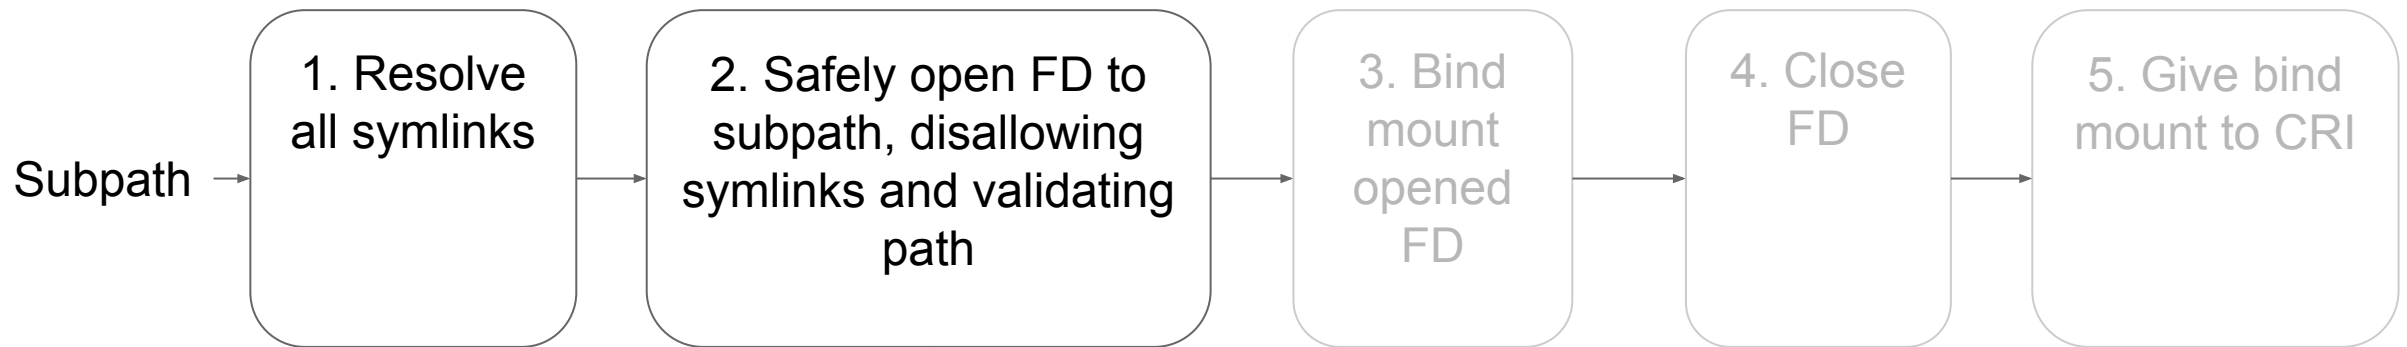 Subpath
1. Resolve
all symlinks
2. Safely open FD to
subpath, disallowing
symlinks and validating
path
3. Bind
mount
opened
FD
4. Close
FD
5. Give bind
mount to CRI